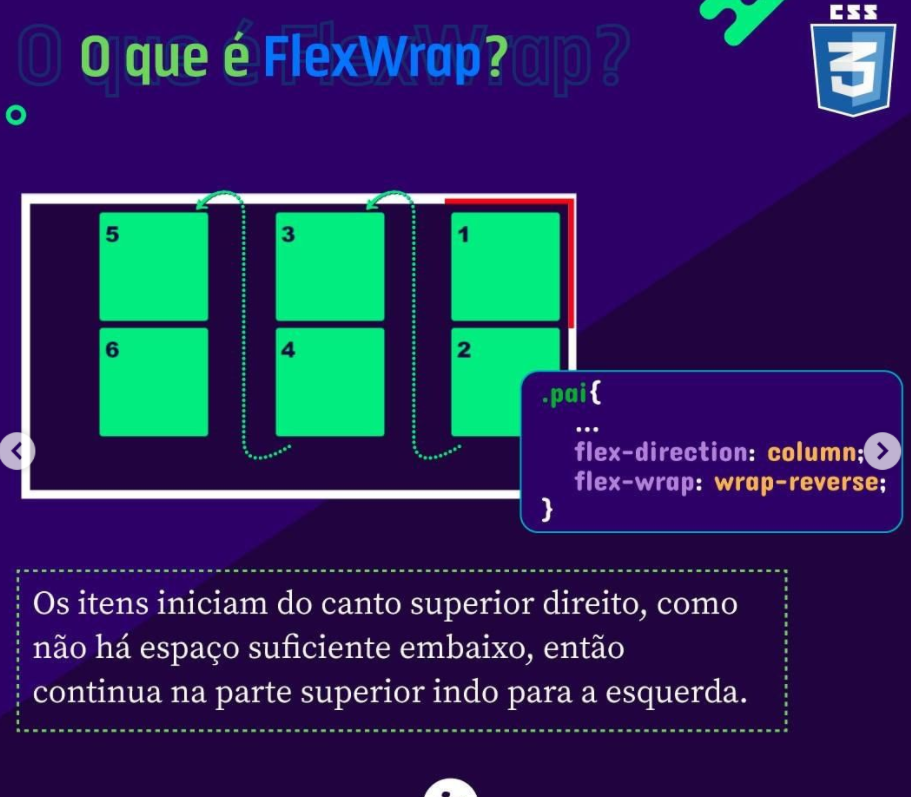 CSS
O que é FlexWrap?
5 3 1
6 4 2
.pai{
...
flex-direction: column;
flex-wrap: wrap-reverse;
}
Os itens iniciam do canto superior direito, como
não há espaço suficiente embaixo, então
continua na parte superior indo para a esquerda.